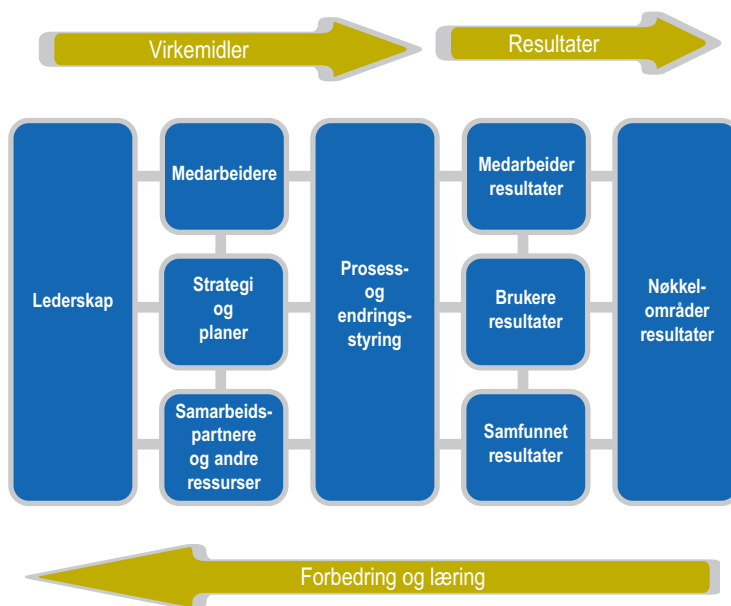 Virkemidler
Resultater
Lederskap
Medarbeidere
Strategi
og
planer
Samarbeids-
partnere
og andre
ressurser
Prosess-
og
endrings-
styring
Medarbeider
resultater
Brukere
resultater
Samfunnet
resultater
Nøkkel-
områder
resultater
Forbedring og læring